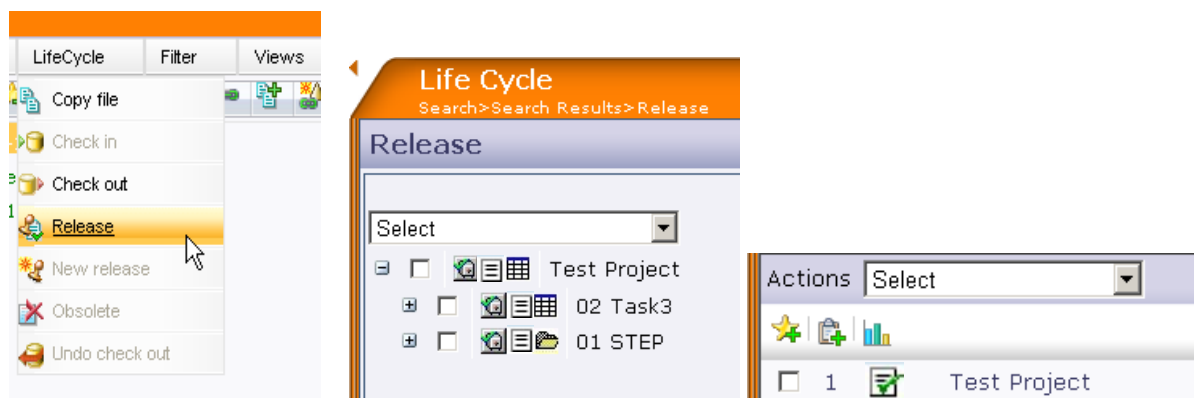 LifeCycle Filter Views
Copy file
Check in
Check out
Release
New release
Obsolete
Undo check out
Life Cycle
Search>Search Results>Release
Release
Select
Test Project
02 Task3
01 STEP
Actions Select
1 Test Project